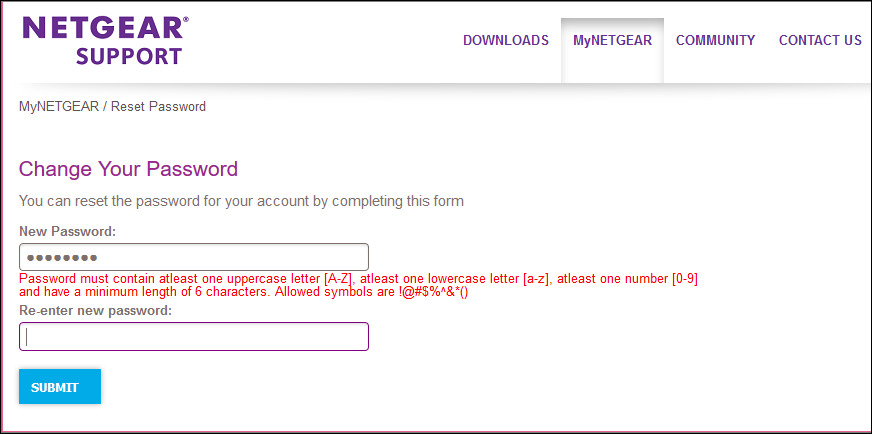 NETGEAR®
SUPPORT
DOWNLOADS MyNETGEAR COMMUNITY CONTACT US
MyNETGEAR / Reset Password
Change Your Password
You can reset the password for your account by completing this form
New Password:
●●●●●●●●
Password must contain atleast one uppercase letter [A-Z], atleast one lowercase letter [a-z], atleast one number [0-9]
and have a minimum length of 6 characters. Allowed symbols are !@#$%^&*()
Re-enter new password:
SUBMIT